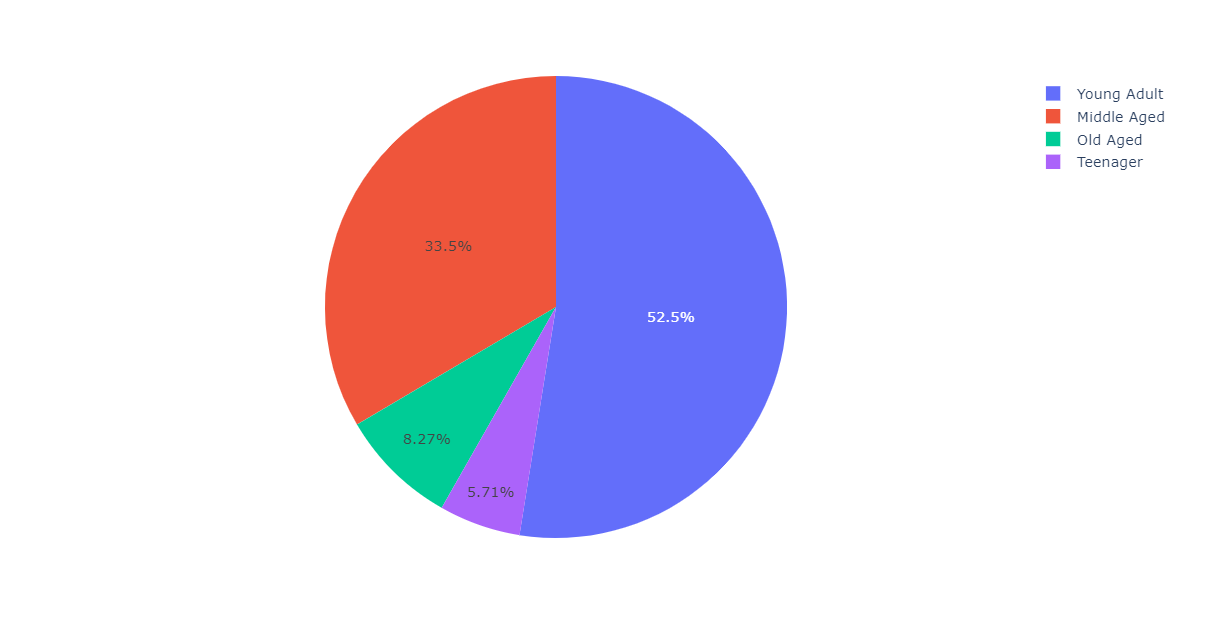 Young Adult
Middle Aged
Old Aged
Teenager
33.5%
52.5%
8.27%
5.71%